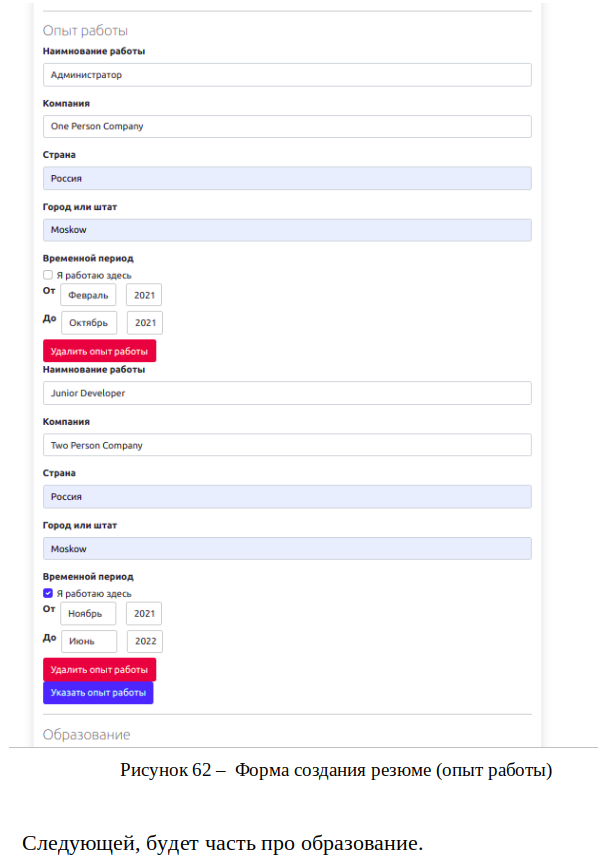 Опыт работы
Наимнование работы
Администратор
Компания
One Person Company
Страна
Россия
Город или штат
Moskow
Временной период
Я работаю здесь
От Февраль 2021
До Октябрь 2021
Удалить опыт работы
Наимнование работы
Junior Developer
Компания
Two Person Company
Страна
Россия
Город или штат
Moskow
Временной период
Я работаю здесь
От Ноябрь 2021
До Июнь 2022
Удалить опыт работы
Указать опыт работы
Образование
Рисунок 62 – Форма создания резюме (опыт работы)
Следующей, будет часть про образование.